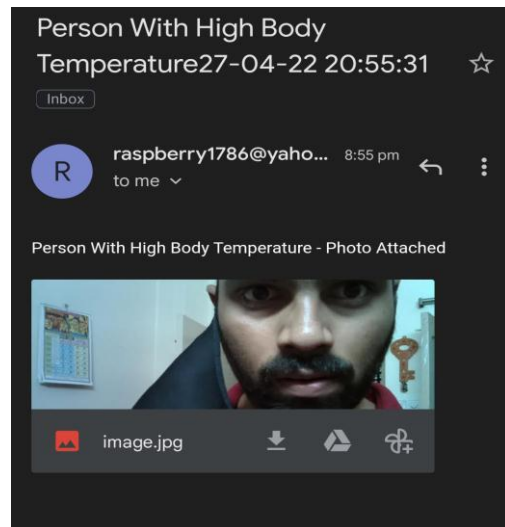 Person With High Body
Temperature27-04-22 20:55:31
Inbox
R
raspberry1786@yaho... 8:55 pm
to me
Person With High Body Temperature - Photo Attached
image.jpg